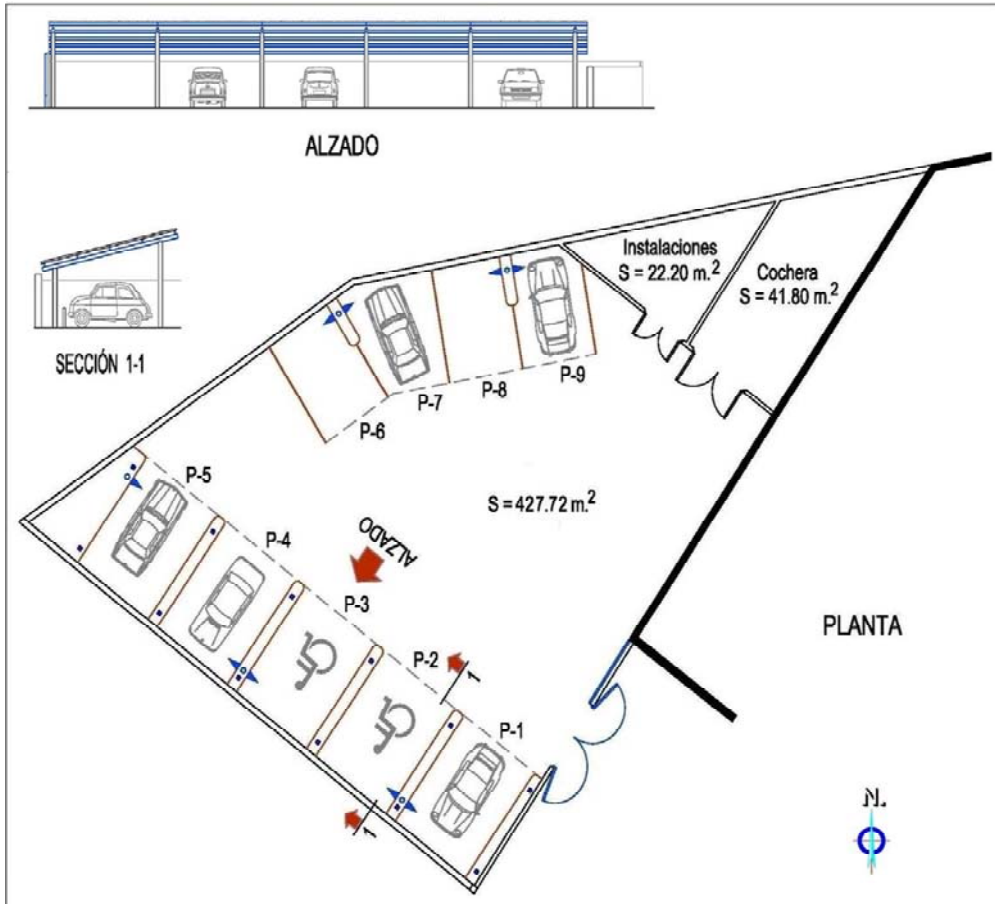 ALZADO
SECCIÓN 1-1
Instalaciones
S = 22.20 m.²
Cochera
S = 41.80 m.²
P-9
P-8
P-7
P-6
P-5
P-4
P-3
P-2
P-1
S = 427.72 m.²
ALZADO
1
1
PLANTA
N.